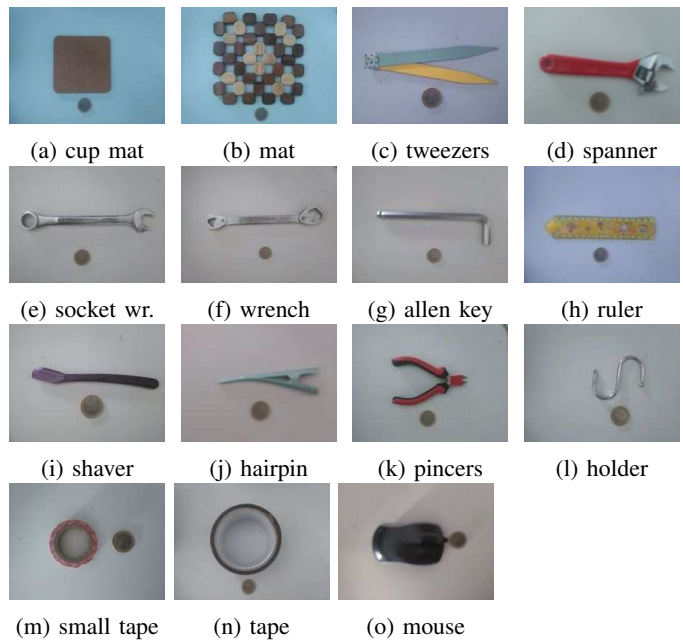 (a) cup mat (b) mat (c) tweezers (d) spanner
(e) socket wr. (f) wrench (g) allen key (h) ruler
(i) shaver (j) hairpin (k) pincers (l) holder
(m) small tape (n) tape (o) mouse